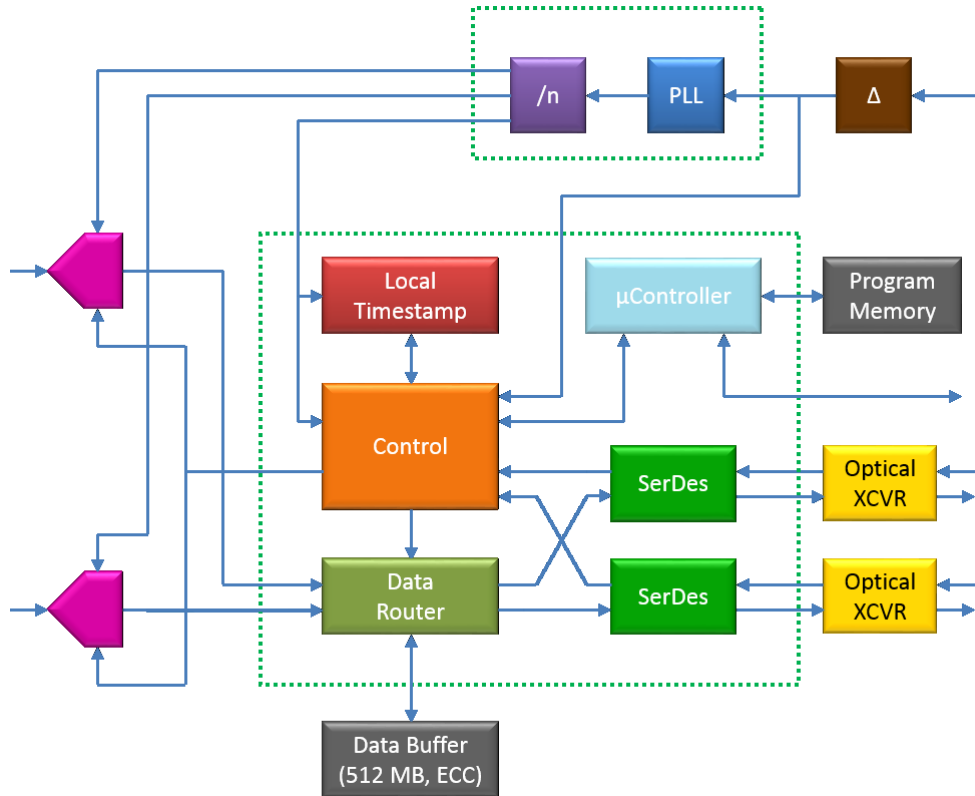 /n
PLL
Δ
Local
Timestamp
µController
Program
Memory
Control
SerDes
Optical
XCVR
Data
Router
SerDes
Optical
XCVR
Data Buffer
(512 MB, ECC)